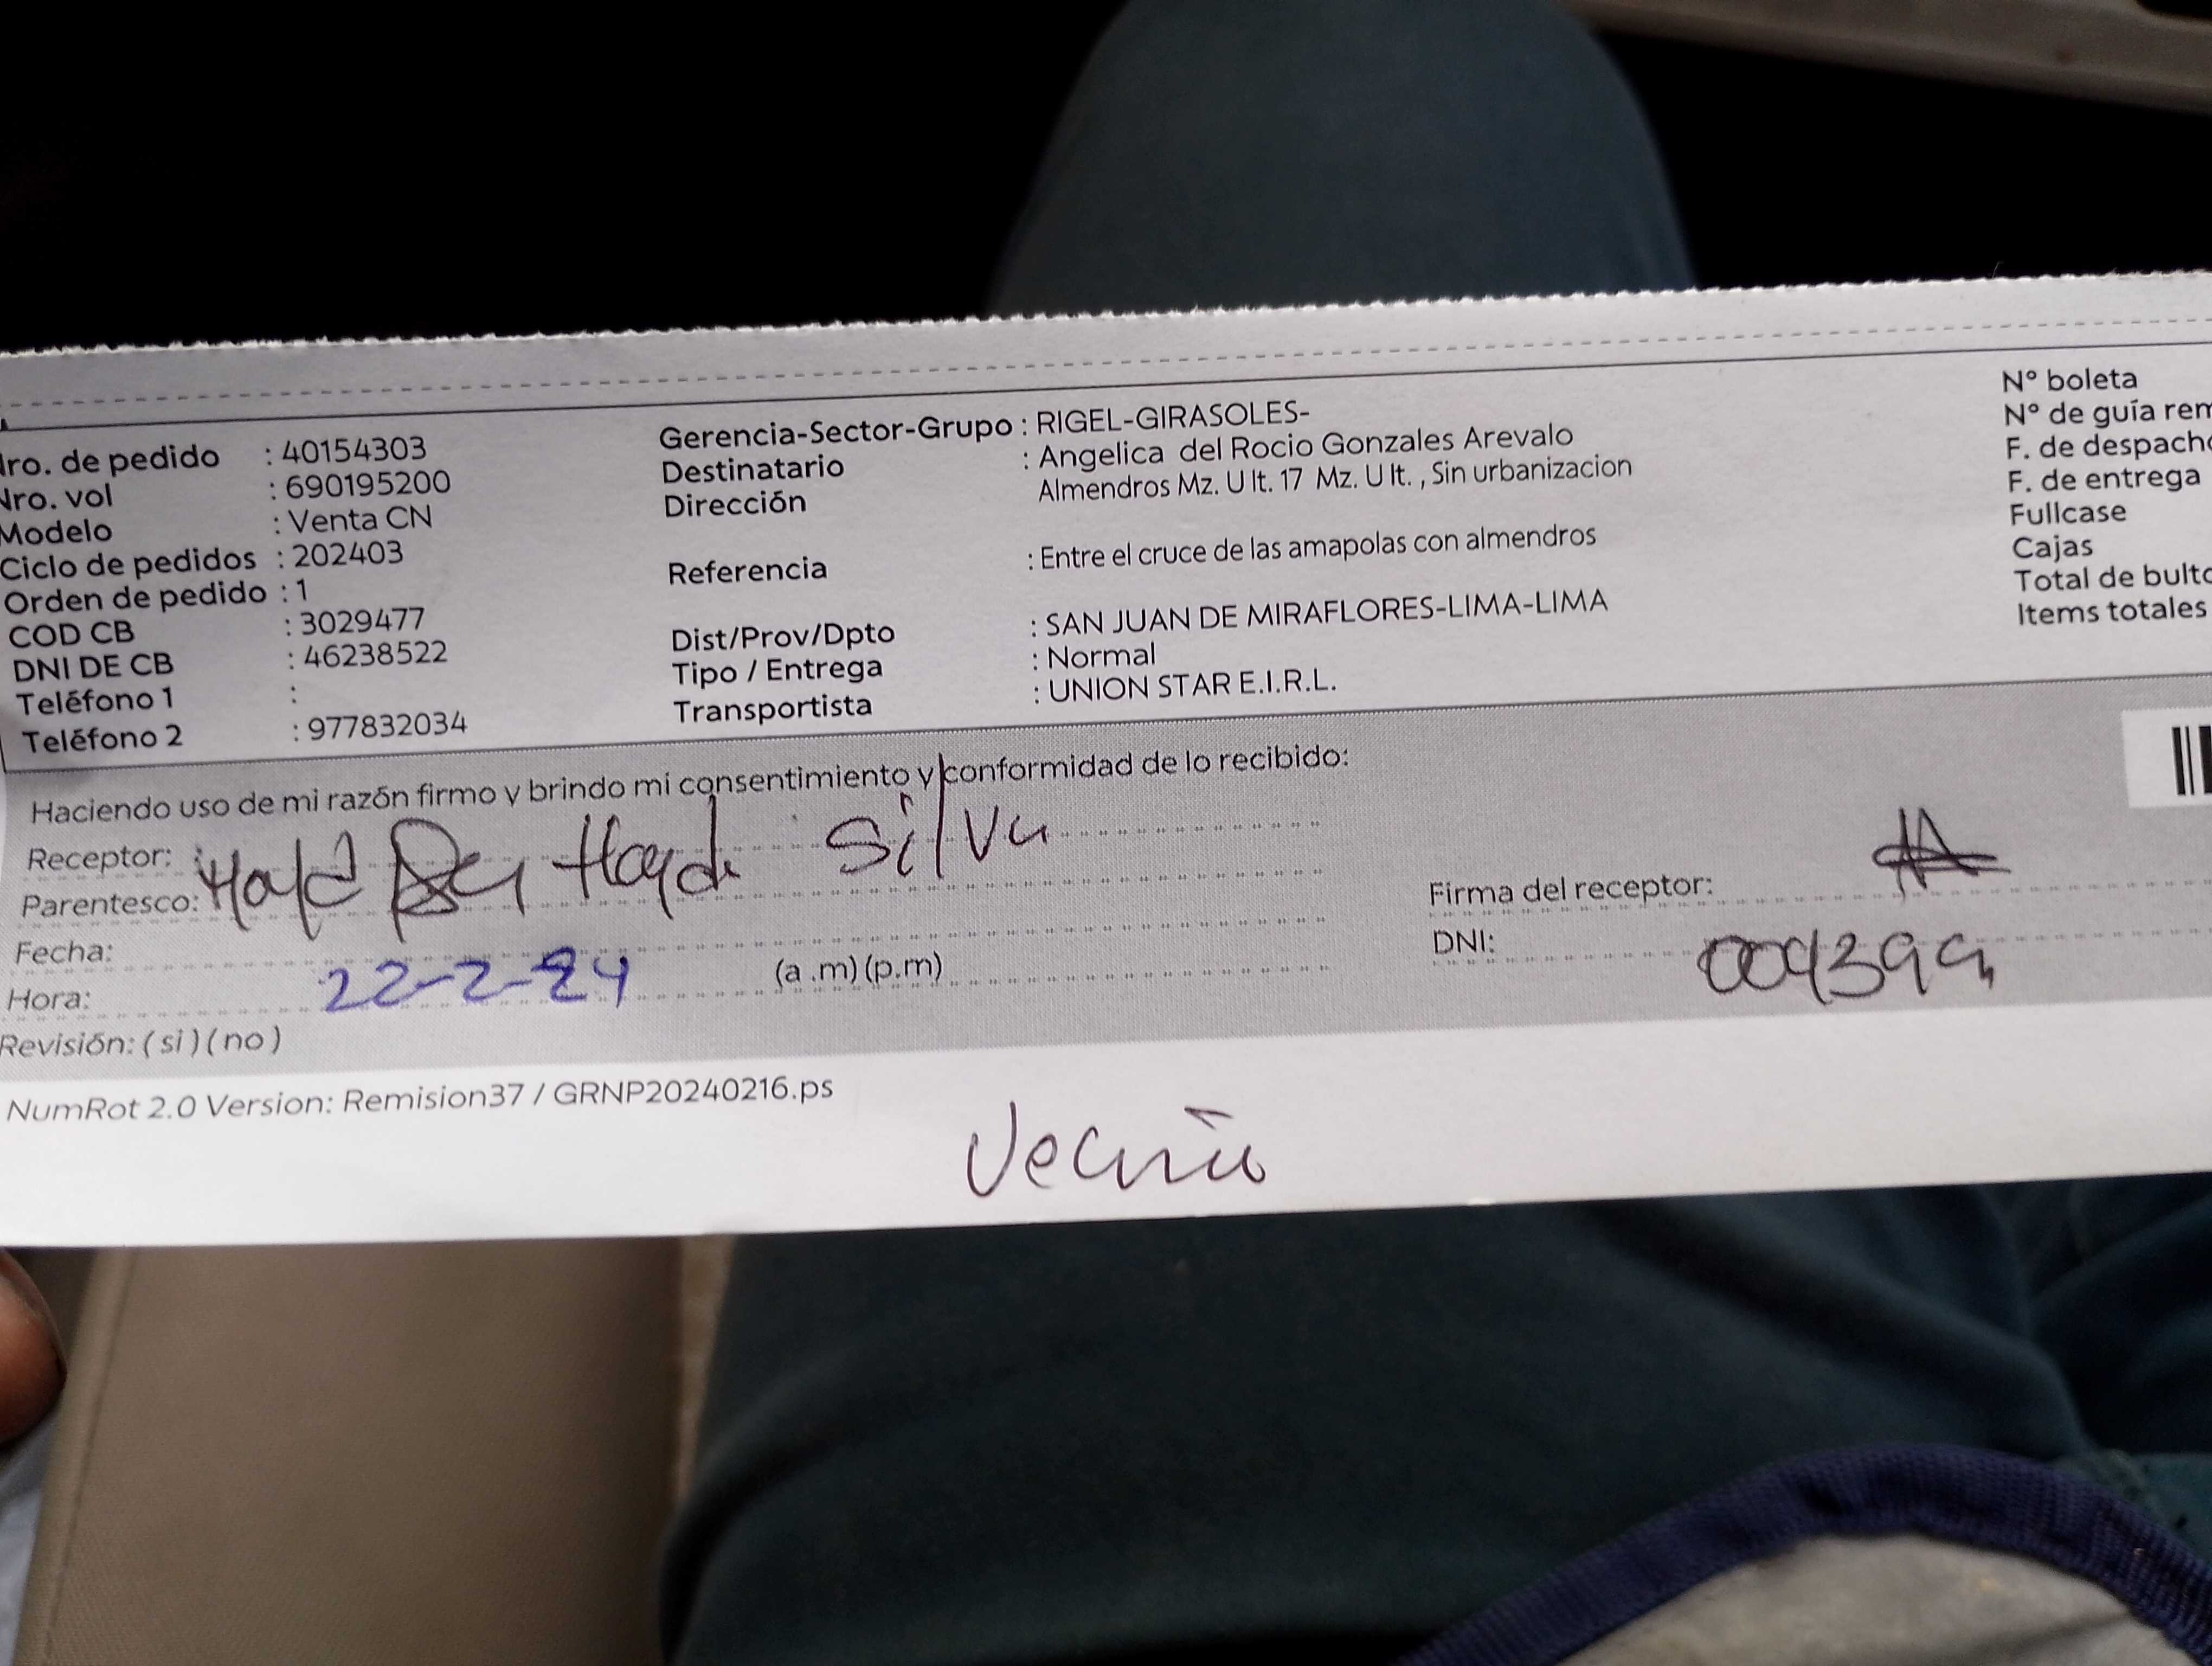 Nro. de pedido : 40154303
Nro. vol : 690195200
Modelo : Venta CN
Ciclo de pedidos : 202403
Orden de pedido : 1
COD CB : 3029477
DNI DE CB : 46238522
Teléfono 1 :
Teléfono 2 : 977832034
Gerencia-Sector-Grupo : RIGEL-GIRASOLES-
Destinatario : Angelica del Rocio Gonzales Arevalo
Dirección Almendros Mz. U lt. 17 Mz. U lt. , Sin urbanizacion
Referencia : Entre el cruce de las amapolas con almendros
Dist/Prov/Dpto : SAN JUAN DE MIRAFLORES-LIMA-LIMA
Tipo / Entrega : Normal
Transportista : UNION STAR E.I.R.L.
N° boleta
N° de guía rem
F. de despacho
F. de entrega
Fullcase
Cajas
Total de bulto
Items totales
Haciendo uso de mi razón firmo y brindo mi consentimiento y conformidad de lo recibido:
Receptor: Silva
Parentesco:
Fecha:
Hora: 22-2-24 (a .m) (p.m)
Revisión: ( si ) ( no )
Firma del receptor:
DNI:
NumRot 2.0 Version: Remision37 / GRNP20240216.ps